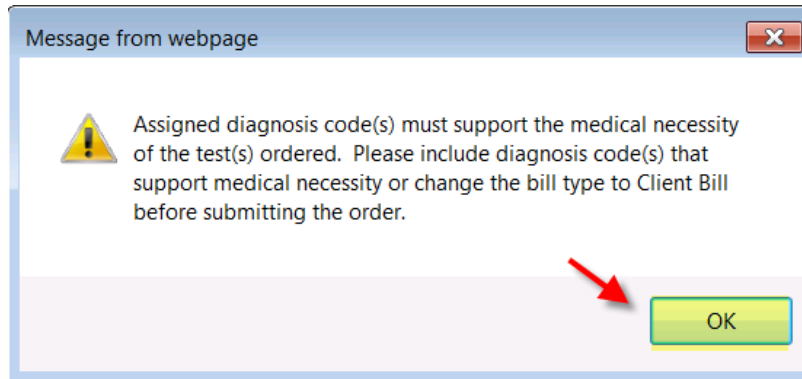 Message from webpage
Assigned diagnosis code(s) must support the medical necessity
of the test(s) ordered.  Please include diagnosis code(s) that
support medical necessity or change the bill type to Client Bill
before submitting the order.
OK